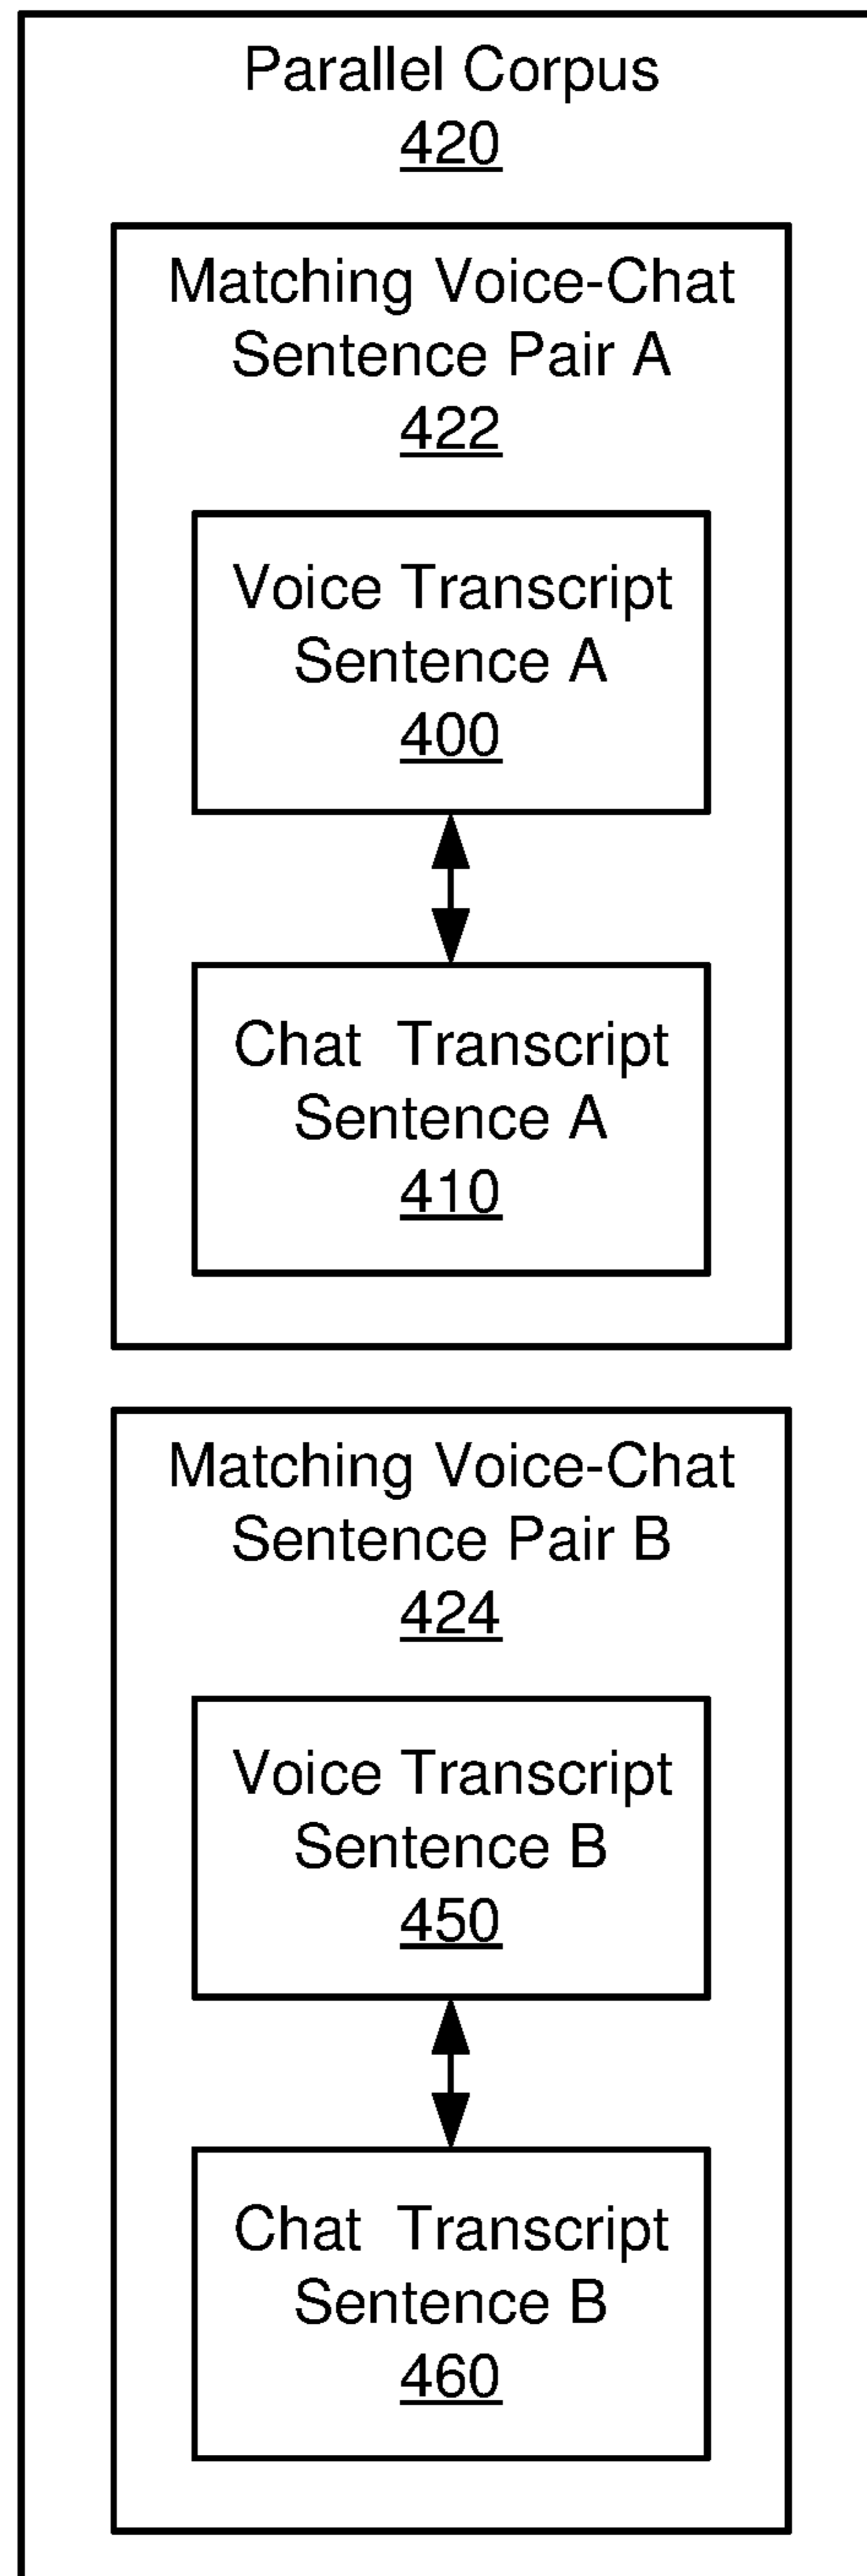 Parallel Corpus
420
Matching Voice-Chat
Sentence Pair A
422
Voice Transcript
Sentence A
400
Chat Transcript
Sentence A
410
Matching Voice-Chat
Sentence Pair B
424
Voice Transcript
Sentence B
450
Chat Transcript
Sentence B
460